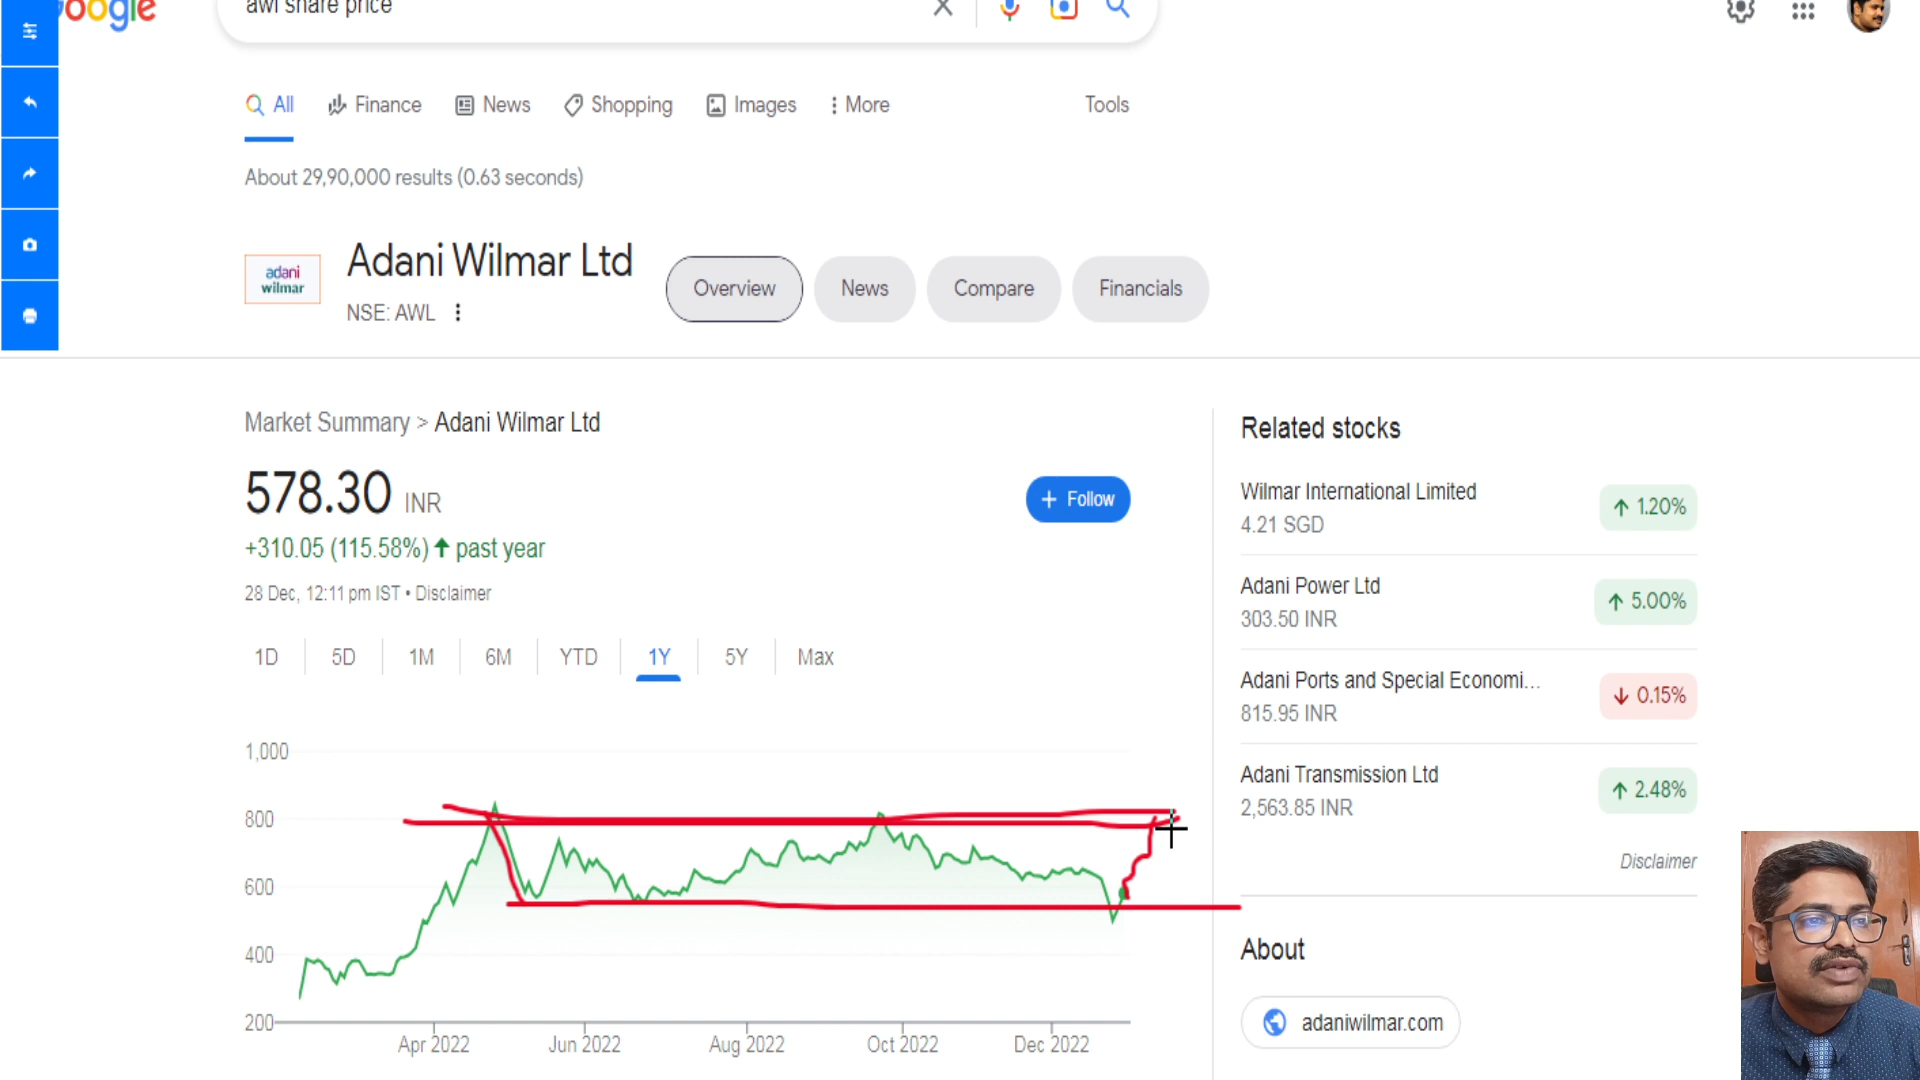 Google
awl share price
All Finance News Shopping Images More Tools
About 29,90,000 results (0.63 seconds)
adani
wilmar
Adani Wilmar Ltd
NSE: AWL
Overview News Compare Financials
Market Summary > Adani Wilmar Ltd
578.30 INR
+ Follow
+310.05 (115.58%) ↑ past year
28 Dec, 12:11 pm IST • Disclaimer
1D 5D 1M 6M YTD 1Y 5Y Max
1,000
800
600
400
200
Apr 2022 Jun 2022 Aug 2022 Oct 2022 Dec 2022
Related stocks
Wilmar International Limited
4.21 SGD
↑ 1.20%
Adani Power Ltd
303.50 INR
↑ 5.00%
Adani Ports and Special Economi...
815.95 INR
↓ 0.15%
Adani Transmission Ltd
2,563.85 INR
↑ 2.48%
Disclaimer
About
adaniwilmar.com